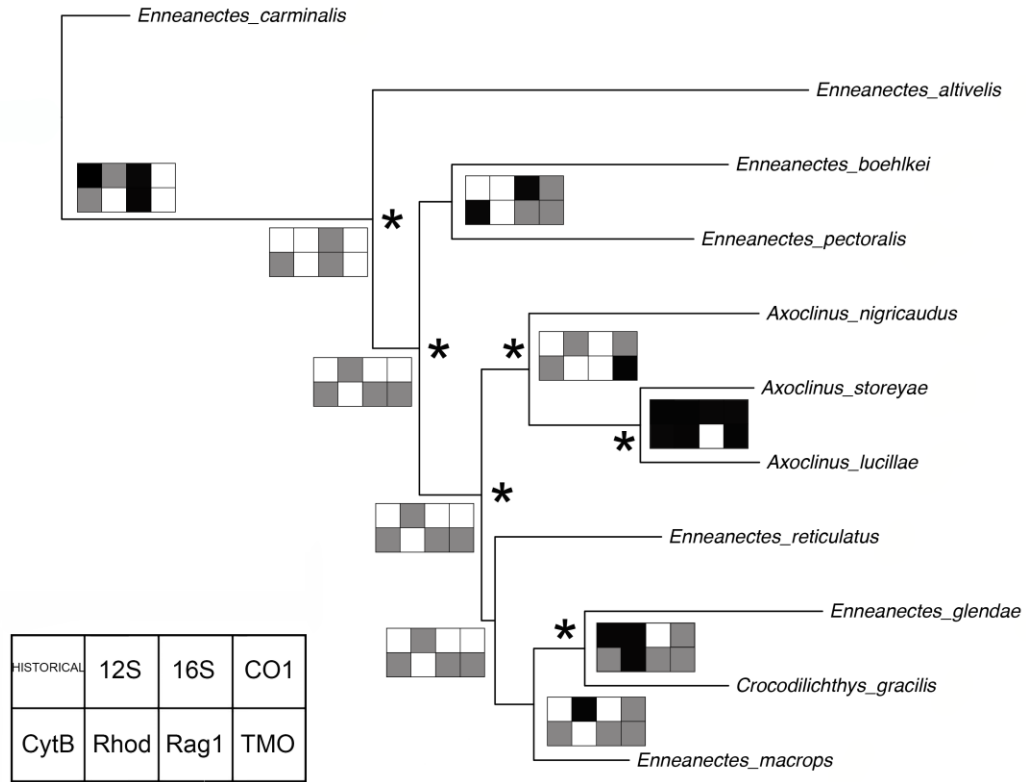 Enneanectes_carminalis
Enneanectes_altivelis
Enneanectes_boehlkei
Enneanectes_pectoralis
Axoclinus_nigricaudus
Axoclinus_storeyae
Axoclinus_lucillae
Enneanectes_reticulatus
Enneanectes_glendae
Crocodilichthys_gracilis
Enneanectes_macrops
* 
*
*
*
*
*
HISTORICAL 12S 16S CO1
CytB Rhod Rag1 TMO